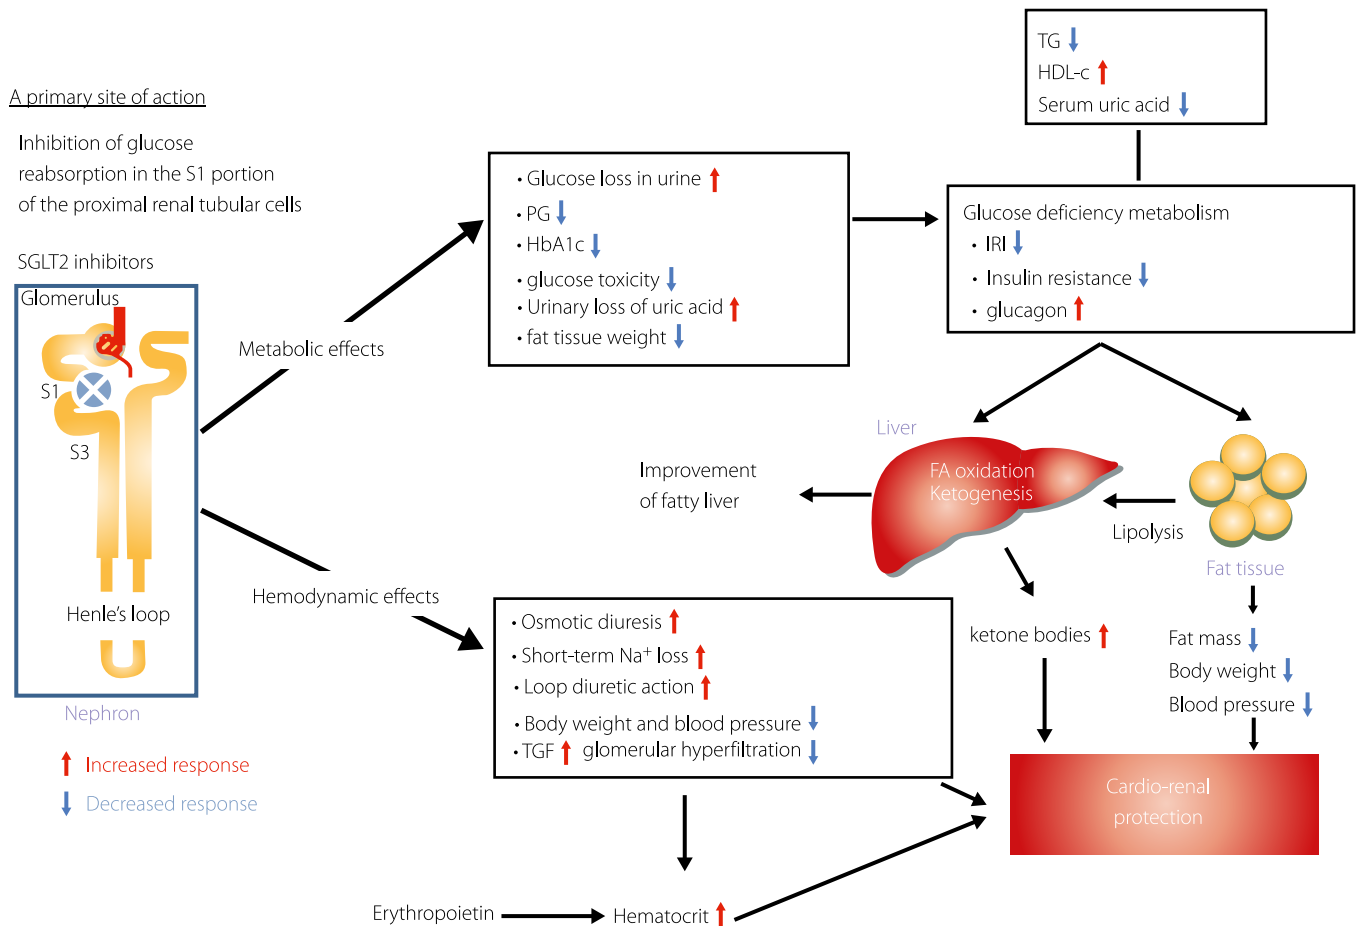 A primary site of action
Inhibition of glucose
reabsorption in the S1 portion
of the proximal renal tubular cells
SGLT2 inhibitors
Glomerulus
S1
S3
Henle's loop
Nephron
↑ Increased response
↓ Decreased response
Metabolic effects
Hemodynamic effects
• Glucose loss in urine ↑
• PG ↓
• HbA1c ↓
• glucose toxicity ↓
• Urinary loss of uric acid ↑
• fat tissue weight ↓
TG ↓
HDL-c ↑
Serum uric acid ↓
Glucose deficiency metabolism
• IRI ↓
• Insulin resistance ↓
• glucagon ↑
Liver
FA oxidation
Ketogenesis
Improvement
of fatty liver
Lipolysis
Fat tissue
ketone bodies ↑
Fat mass ↓
Body weight ↓
Blood pressure ↓
• Osmotic diuresis ↑
• Short-term Na⁺ loss ↑
• Loop diuretic action ↑
• Body weight and blood pressure ↓
• TGF ↑ glomerular hyperfiltration ↓
Cardio-renal
protection
Erythropoietin
Hematocrit ↑